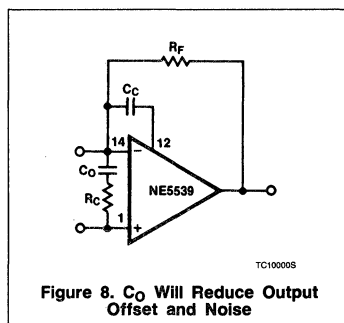 RF
CC
14
12
CO
NE5539
RC
1
TC10000S
Figure 8. CO Will Reduce Output
Offset and Noise